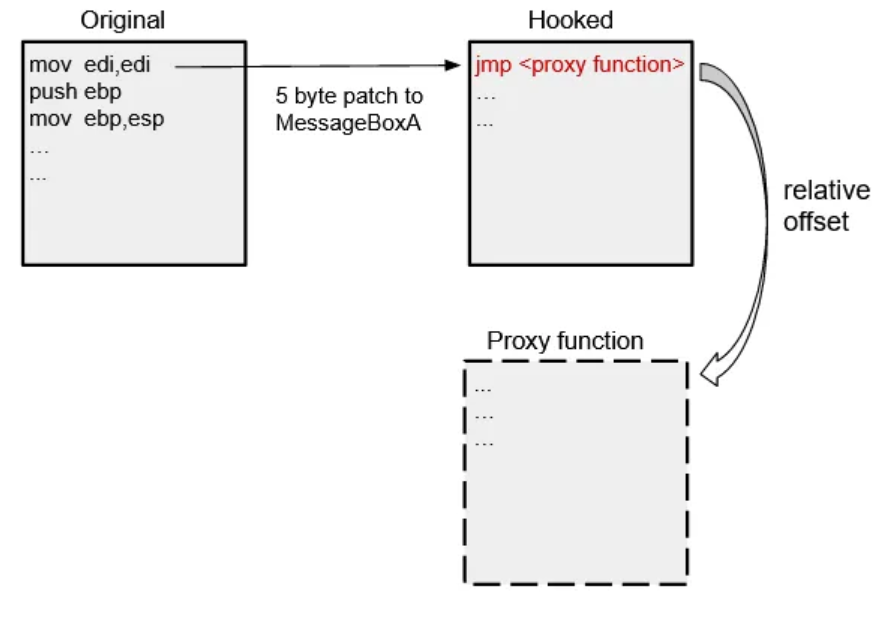 Original
mov edi,edi
push ebp
mov ebp,esp
...
...
5 byte patch to
MessageBoxA
Hooked
jmp <proxy function>
...
...
relative
offset
Proxy function
...
...
...